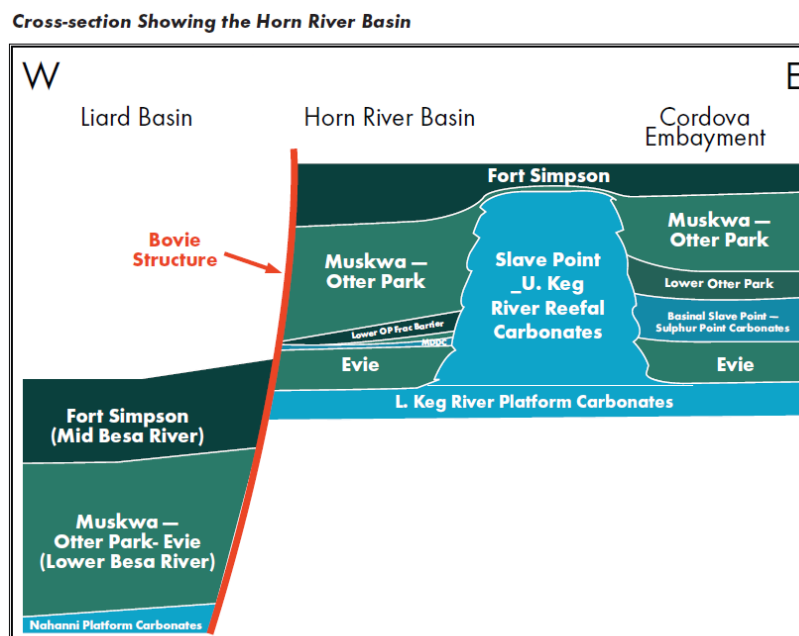 Cross-section Showing the Horn River Basin
W
E
Liard Basin
Horn River Basin
Cordova
Embayment
Fort Simpson
Bovie
Structure
Muskwa —
Otter Park
Slave Point
_U. Keg
River Reefal
Carbonates
Muskwa —
Otter Park
Lower Otter Park
Lower OP Frac Barrier
MDDC
Basinal Slave Point —
Sulphur Point Carbonates
Evie
Evie
L. Keg River Platform Carbonates
Fort Simpson
(Mid Besa River)
Muskwa —
Otter Park- Evie
(Lower Besa River)
Nahanni Platform Carbonates